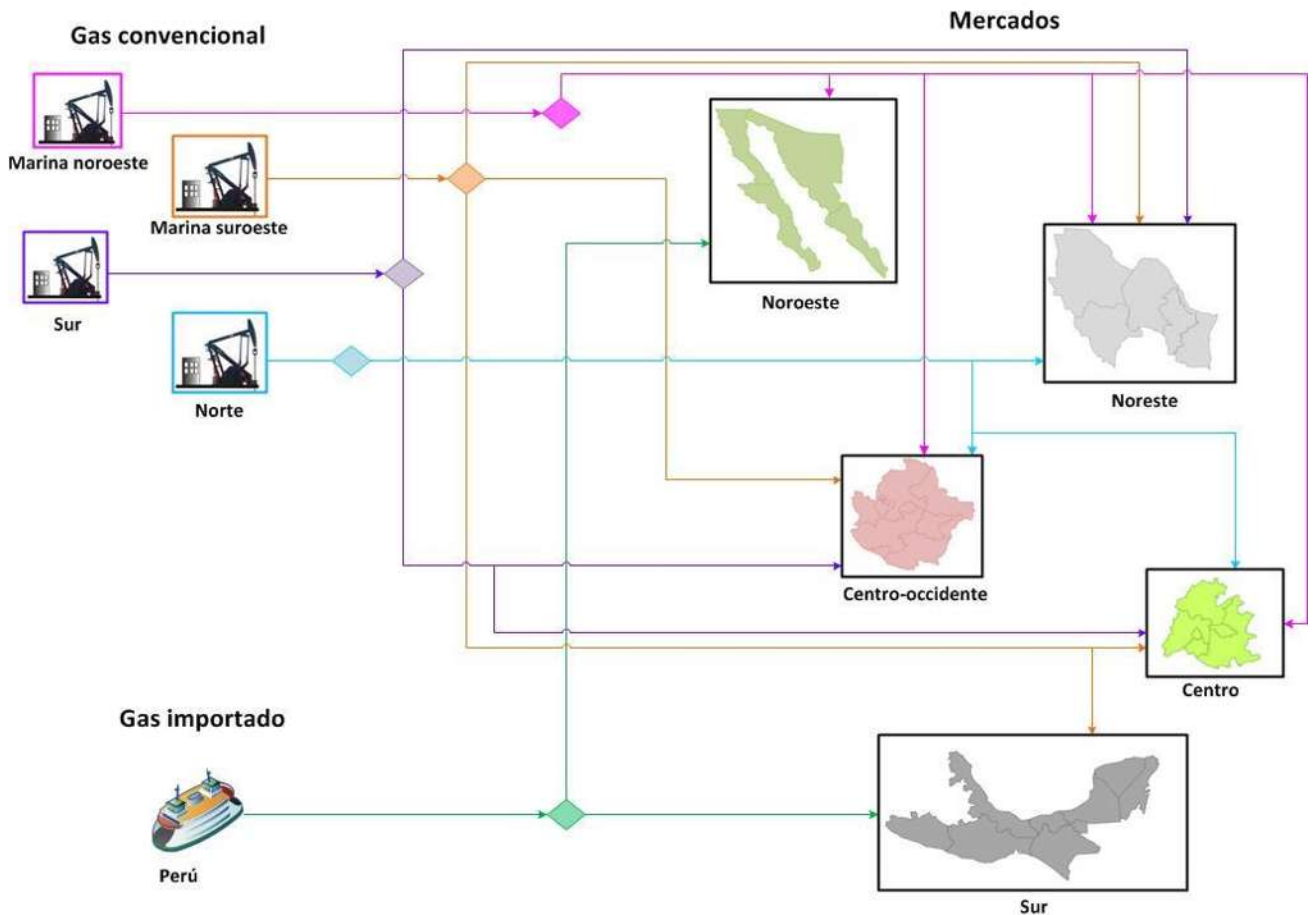 Mercados
Gas convencional
Marina noroeste
Marina suroeste
Noroeste
Sur
Noreste
Norte
Centro-occidente
Centro
Gas importado
Perú
Sur